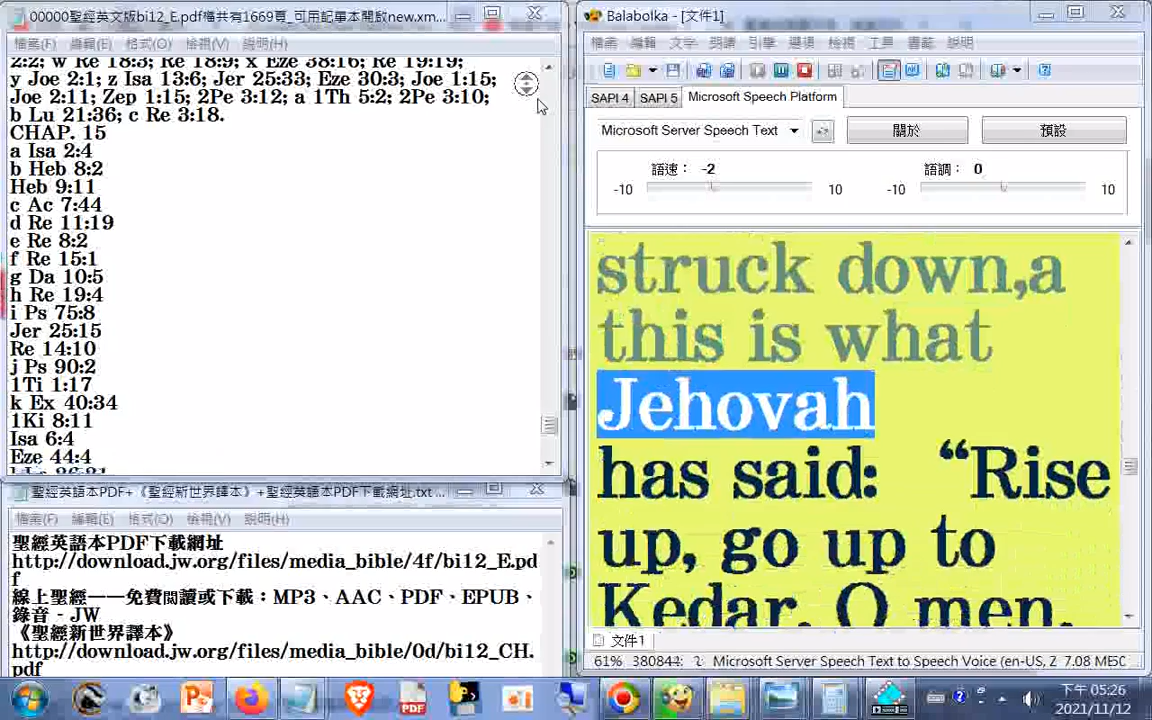 00000聖經英文版bi12_E.pdf檔共有1669頁_可用記事本開啟new.xm...
檔案(F) 編輯(E) 格式(O) 檢視(V) 說明(H)
2:2; w Re 18:3; Re 18:9; x Eze 38:16; Re 19:19;
y Joe 2:1; z Isa 13:6; Jer 25:33; Eze 30:3; Joe 1:15;
Joe 2:11; Zep 1:15; 2Pe 3:12; a 1Th 5:2; 2Pe 3:10;
b Lu 21:36; c Re 3:18.
CHAP. 15
a Isa 2:4
b Heb 8:2
Heb 9:11
c Ac 7:44
d Re 11:19
e Re 8:2
f Re 15:1
g Da 10:5
h Re 19:4
i Ps 75:8
Jer 25:15
Re 14:10
j Ps 90:2
1Ti 1:17
k Ex 40:34
1Ki 8:11
Isa 6:4
Eze 44:4
聖經英語本PDF+《聖經新世界譯本》+聖經英語本PDF下載網址.txt ...
檔案(F) 編輯(E) 格式(O) 檢視(V) 說明(H)
聖經英語本PDF下載網址
http://download.jw.org/files/media_bible/4f/bi12_E.pd
f
線上聖經——免費閱讀或下載：MP3、AAC、PDF、EPUB、
錄音 - JW
《聖經新世界譯本》
http://download.jw.org/files/media_bible/0d/bi12_CH.
pdf
Balabolka - [文件1]
檔案 編輯 文字 朗讀 引擎 選項 檢視 工具 書籤 說明
SAPI 4 SAPI 5 Microsoft Speech Platform
Microsoft Server Speech Text 關於 預設
語速： -2 語調： 0
-10 10 -10 10
struck down,a
this is what
Jehovah
has said: “Rise
up, go up to
Kedar, O men,
文件1
61% 380844: Microsoft Server Speech Text to Speech Voice (en-US, Z 7.08 МБ
下午 05:26
2021/11/12